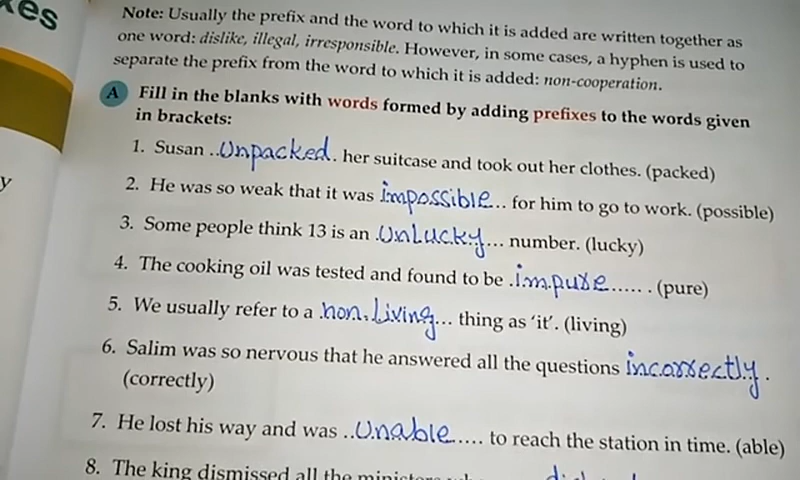 xes
y
Note: Usually the prefix and the word to which it is added are written together as
one word: dislike, illegal, irresponsible. However, in some cases, a hyphen is used to
separate the prefix from the word to which it is added: non-cooperation.
A Fill in the blanks with words formed by adding prefixes to the words given
in brackets:
1. Susan ..Unpacked. her suitcase and took out her clothes. (packed)
2. He was so weak that it was impossible.. for him to go to work. (possible)
3. Some people think 13 is an .UnLucky... number. (lucky)
4. The cooking oil was tested and found to be .impure...... . (pure)
5. We usually refer to a .non.Living... thing as 'it'. (living)
6. Salim was so nervous that he answered all the questions incorrectly.
(correctly)
7. He lost his way and was ..Unable..... to reach the station in time. (able)
8. The king dismissed all the